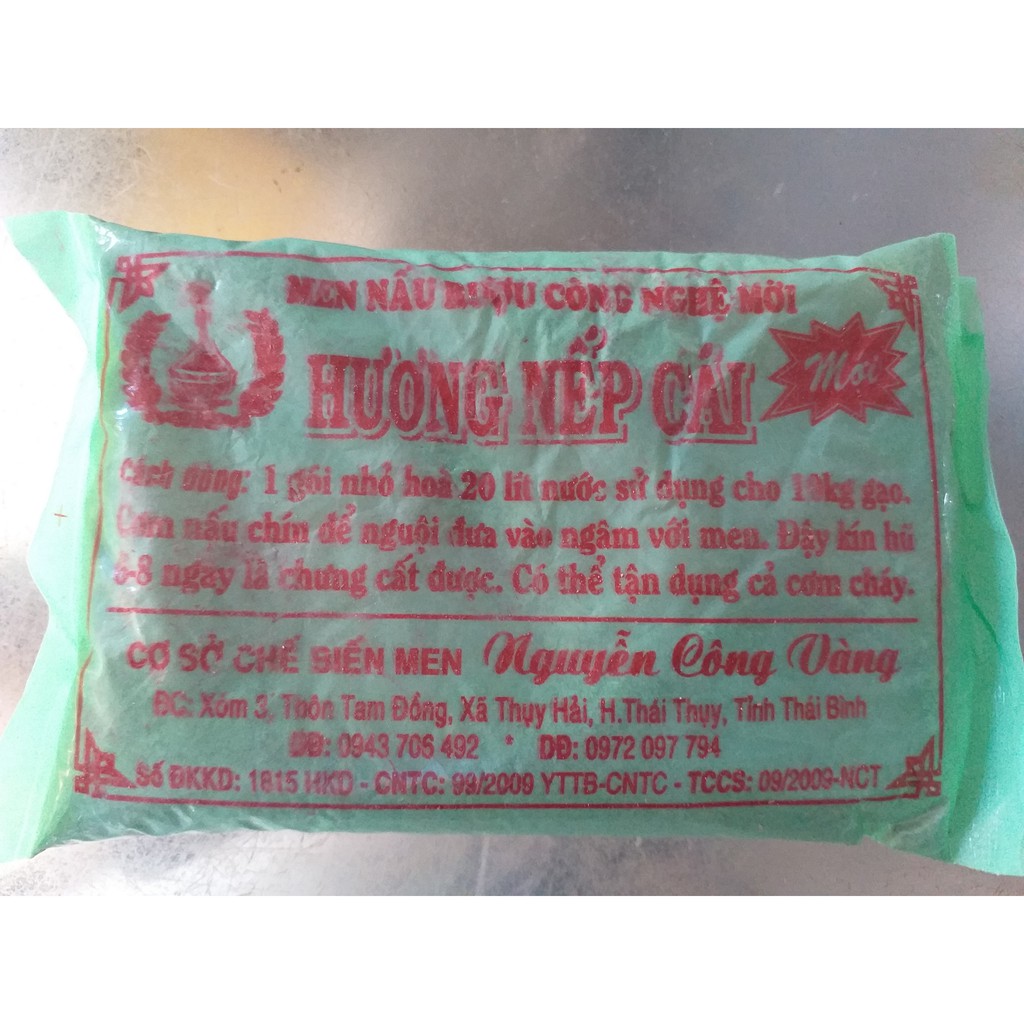 MEN NẤU RƯỢU CÔNG NGHỆ MỚI
HƯƠNG NẾP CÁI
Mới
Cách dùng: 1 gói nhỏ hoà 20 lít nước sử dụng cho 10kg gạo.
Cơm nấu chín để nguội đưa vào ngâm với men. Đậy kín hũ
6-8 ngày là chưng cất được. Có thể tận dụng cả cơm cháy.
CƠ SỞ CHẾ BIẾN MEN Nguyễn Công Vàng
ĐC: Xóm 3, Thôn Tam Đồng, Xã Thụy Hải, H.Thái Thụy, Tỉnh Thái Bình
DĐ: 0943 706 492 * DĐ: 0972 097 794
Số ĐKKD: 1815 HKD - CNTC: 99/2009 YTTB-CNTC - TCCS: 09/2009-NCT